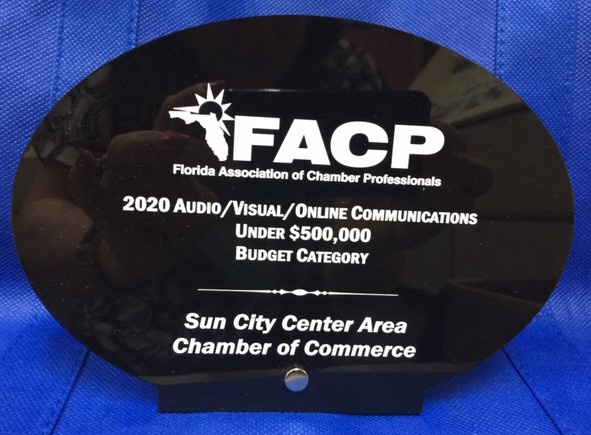 FACP
Florida Association of Chamber Professionals
2020 AUDIO/VISUAL/ONLINE COMMUNICATIONS
UNDER $500,000
BUDGET CATEGORY
Sun City Center Area
Chamber of Commerce